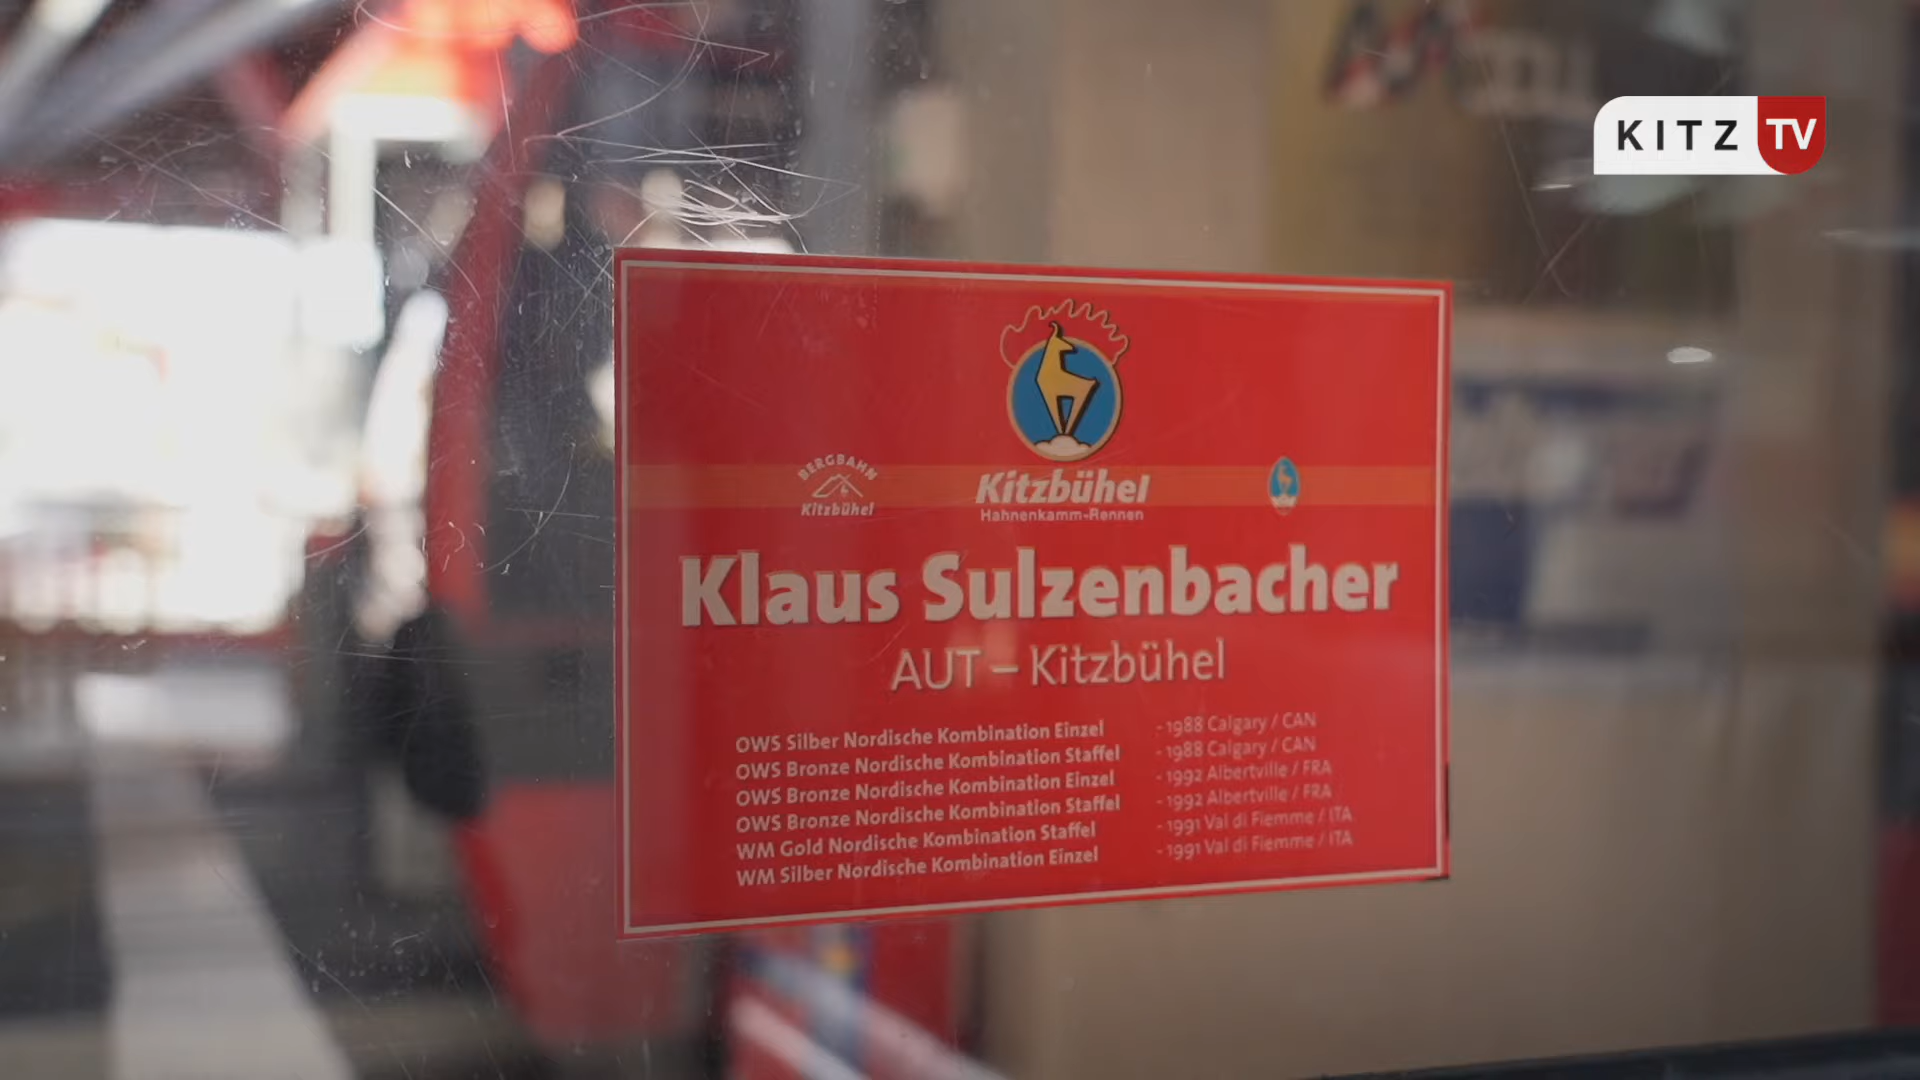 KITZ TV
BERGBAHN
Kitzbühel
Kitzbühel
Hahnenkamm-Rennen
Klaus Sulzenbacher
AUT – Kitzbühel
OWS Silber Nordische Kombination Einzel - 1988 Calgary / CAN
OWS Bronze Nordische Kombination Staffel - 1988 Calgary / CAN
OWS Bronze Nordische Kombination Einzel - 1992 Albertville / FRA
OWS Bronze Nordische Kombination Staffel - 1992 Albertville / FRA
WM Gold Nordische Kombination Staffel - 1991 Val di Fiemme / ITA
WM Silber Nordische Kombination Einzel - 1991 Val di Fiemme / ITA